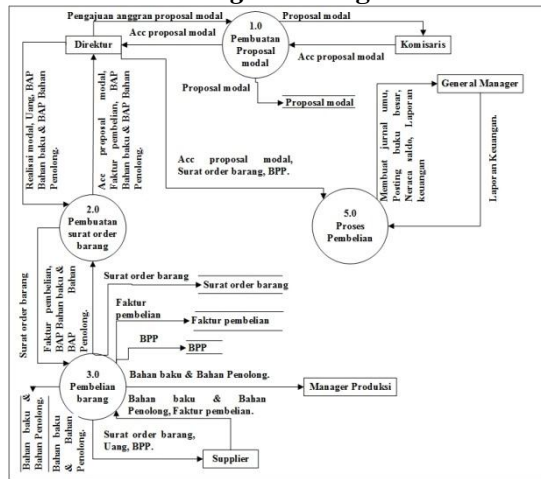 Pengajuan anggran proposal modal
Proposal modal
1.0
Pembuatan
Proposal
modal
Direktur
Acc proposal modal
Acc proposal modal
Komisaris
Proposal modal
Proposal modal
General Manager
Realisai modal, Uang, BAP
Bahan baku & BAP Bahan
Penolong.
Acc proposal modal,
Faktur pembelian, BAP
Bahan baku & BAP Bahan
Penolong.
Acc proposal modal,
Surat order barang, BPP.
Membuat jurnal umu,
Posting buku besar,
Neraca saldo, Laporan
keuangan
Laporan Keuangan.
2.0
Pembuatan
surat order
barang
5.0
Proses
Pembelian
Surat order barang
Faktur pembelian,
BAP Bahan baku &
BAP Bahan
Penolong.
Surat order barang
Surat order barang
Faktur
pembelian
Faktur pembelian
BPP
BPP
3.0
Pembelian
barang
Bahan baku & Bahan Penolong.
Manager Produksi
Bahan baku & Bahan
Penolong, Faktur pembelian.
Bahan baku &
Bahan Penolong.
Bahan baku
& Bahan
Penolong.
Surat order barang,
Uang, BPP.
Supplier